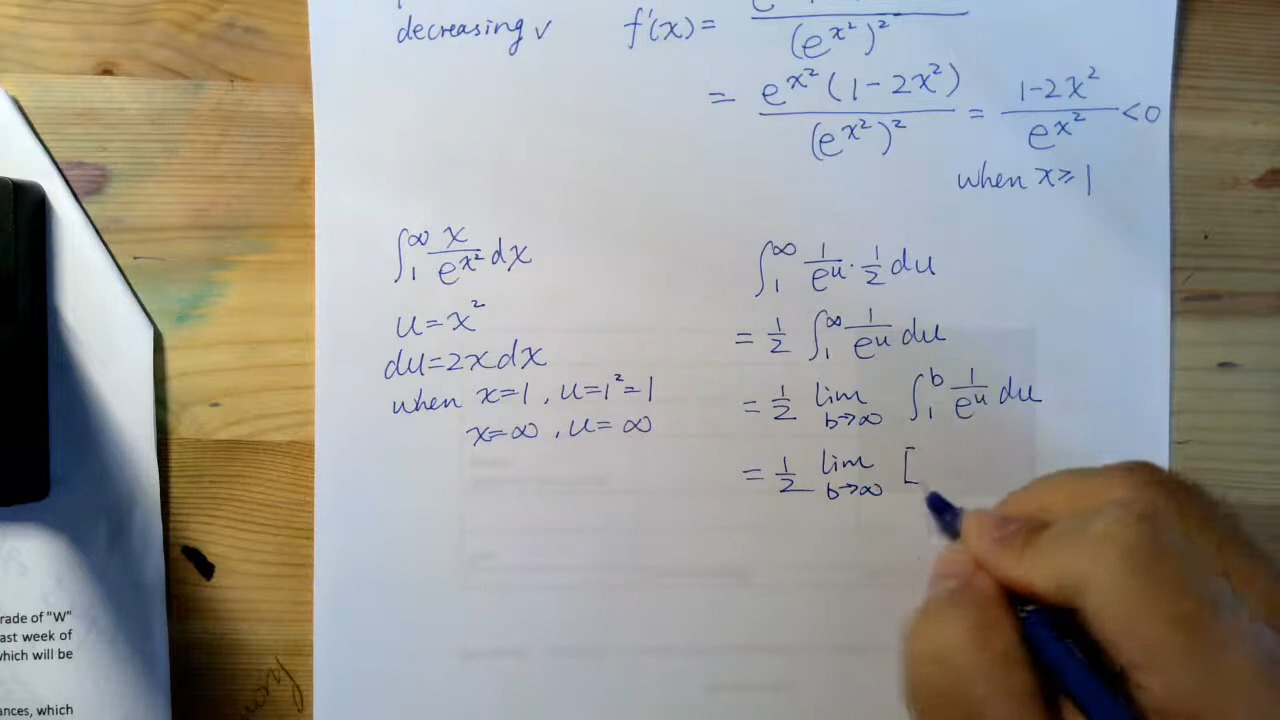 decreasing √ f'(x) = ——— / (e^{x²})²
= e^{x²}(1-2x²) / (e^{x²})² = 1-2x² / e^{x²} < 0
when x ≥ 1
∫₁^∞ x/e^{x²} dx
u = x²
du = 2x dx
when x=1, u=1²=1
x=∞, u=∞
∫₁^∞ 1/e^u · 1/2 du
= 1/2 ∫₁^∞ 1/e^u du
= 1/2 lim b→∞ ∫₁^b 1/e^u du
= 1/2 lim b→∞ [
rade of "W"
ast week of
which will be
ances, which